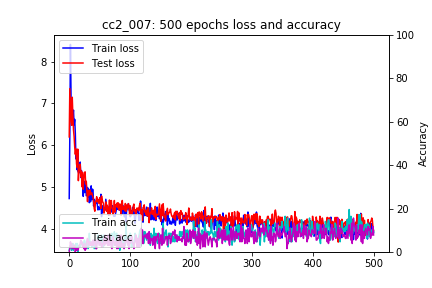 cc2_007: 500 epochs loss and accuracy
Train loss
Test loss
Train acc
Test acc
Loss
Accuracy
8
7
6
5
4
100
80
60
40
20
0
0
100
200
300
400
500